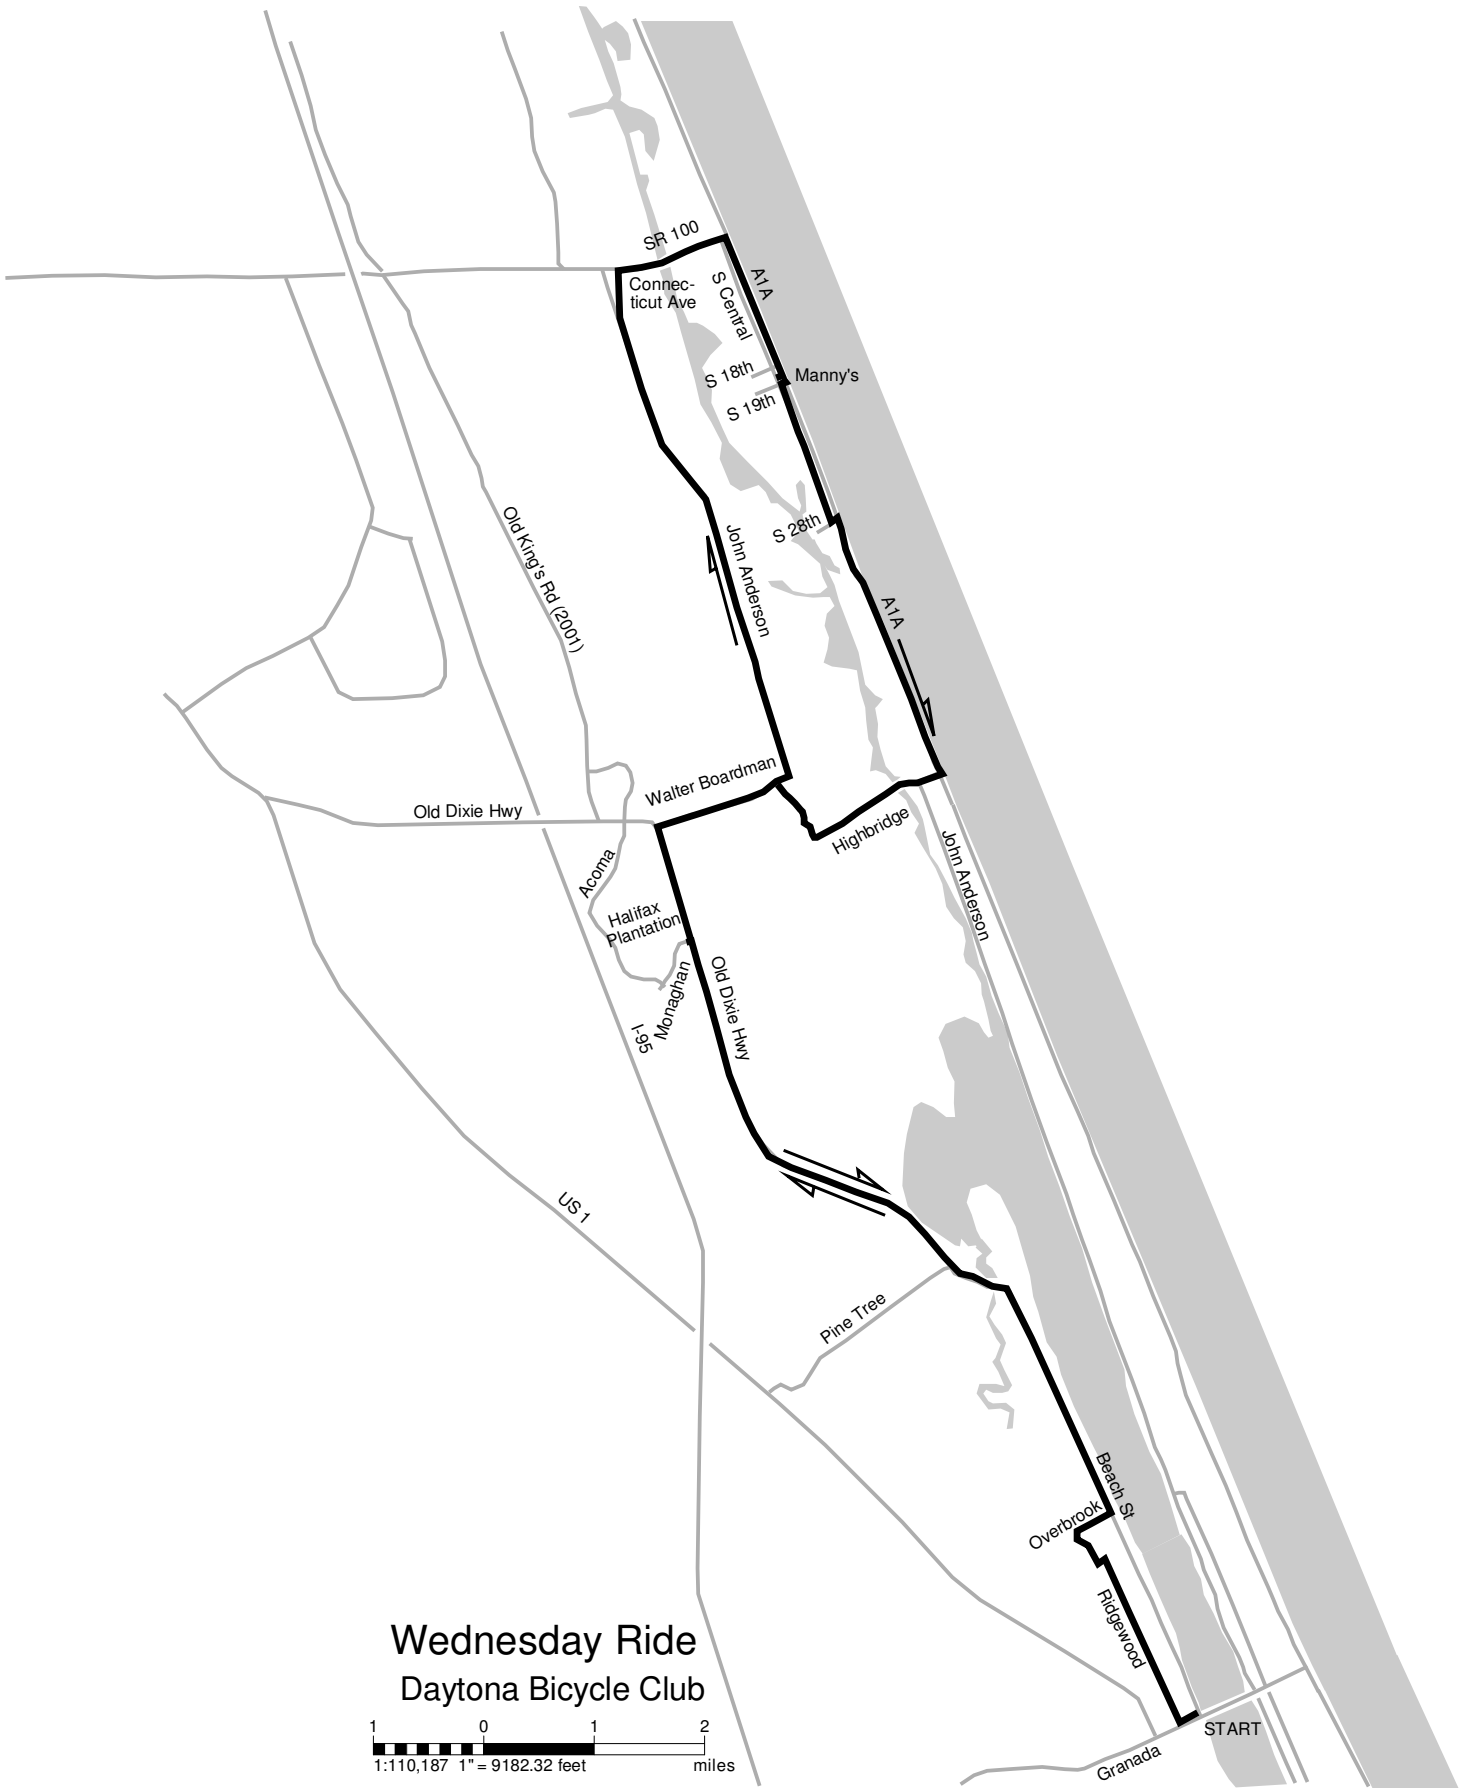 SR 100
A1A
Connec-
ticut Ave
S Central
S 18th
Manny's
S 19th
S 28th
Old King's Rd (2001)
John Anderson
A1A
Walter Boardman
Old Dixie Hwy
Highbridge
John Anderson
Acoma
Halifax
Plantation
Monaghan
Old Dixie Hwy
I-95
US 1
Pine Tree
Beach St
Overbrook
Ridgewood
START
Granada
Wednesday Ride
Daytona Bicycle Club
1 0 1 2
1:110,187 1" = 9182.32 feet miles